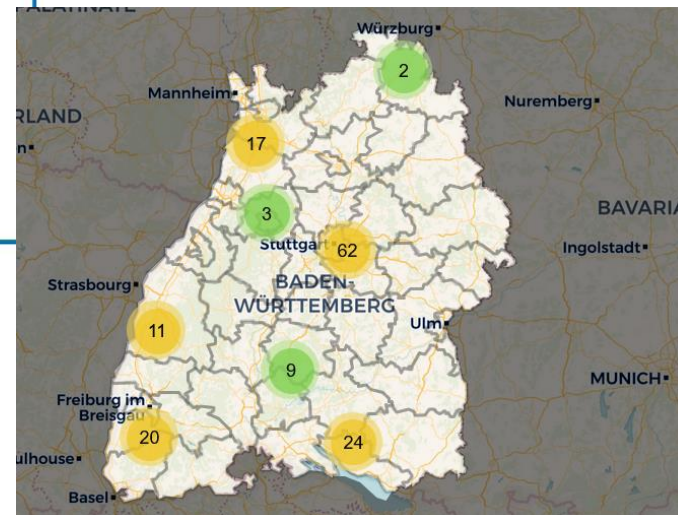 PALATINATE
Würzburg
2
Mannheim
Nuremberg
RLAND
17
n
BAVARIA
3
Stuttgart
62
Ingolstadt
Strasbourg
BADEN-
WÜRTTEMBERG
11
Ulm
9
MUNICH
Freiburg im
Breisgau
20
24
ulhouse
Basel